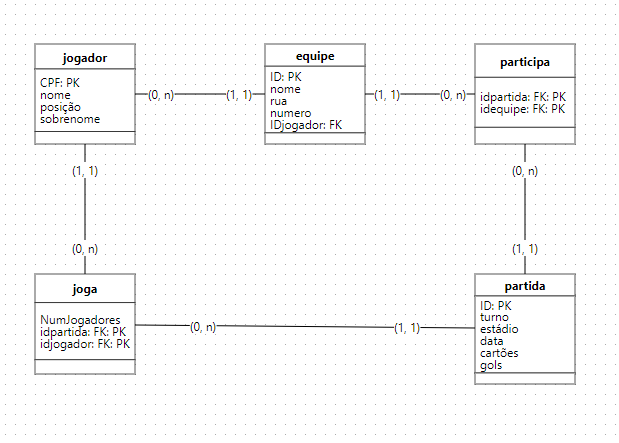 jogador
CPF: PK
nome
posição
sobrenome
(0, n)
(1, 1)
equipe
ID: PK
nome
rua
numero
IDjogador: FK
(1, 1)
(0, n)
participa
idpartida: FK: PK
idequipe: FK: PK
(1, 1)
(0, n)
(0, n)
(1, 1)
joga
NumJogadores
idpartida: FK: PK
idjogador: FK: PK
(0, n)
(1, 1)
partida
ID: PK
turno
estádio
data
cartões
gols